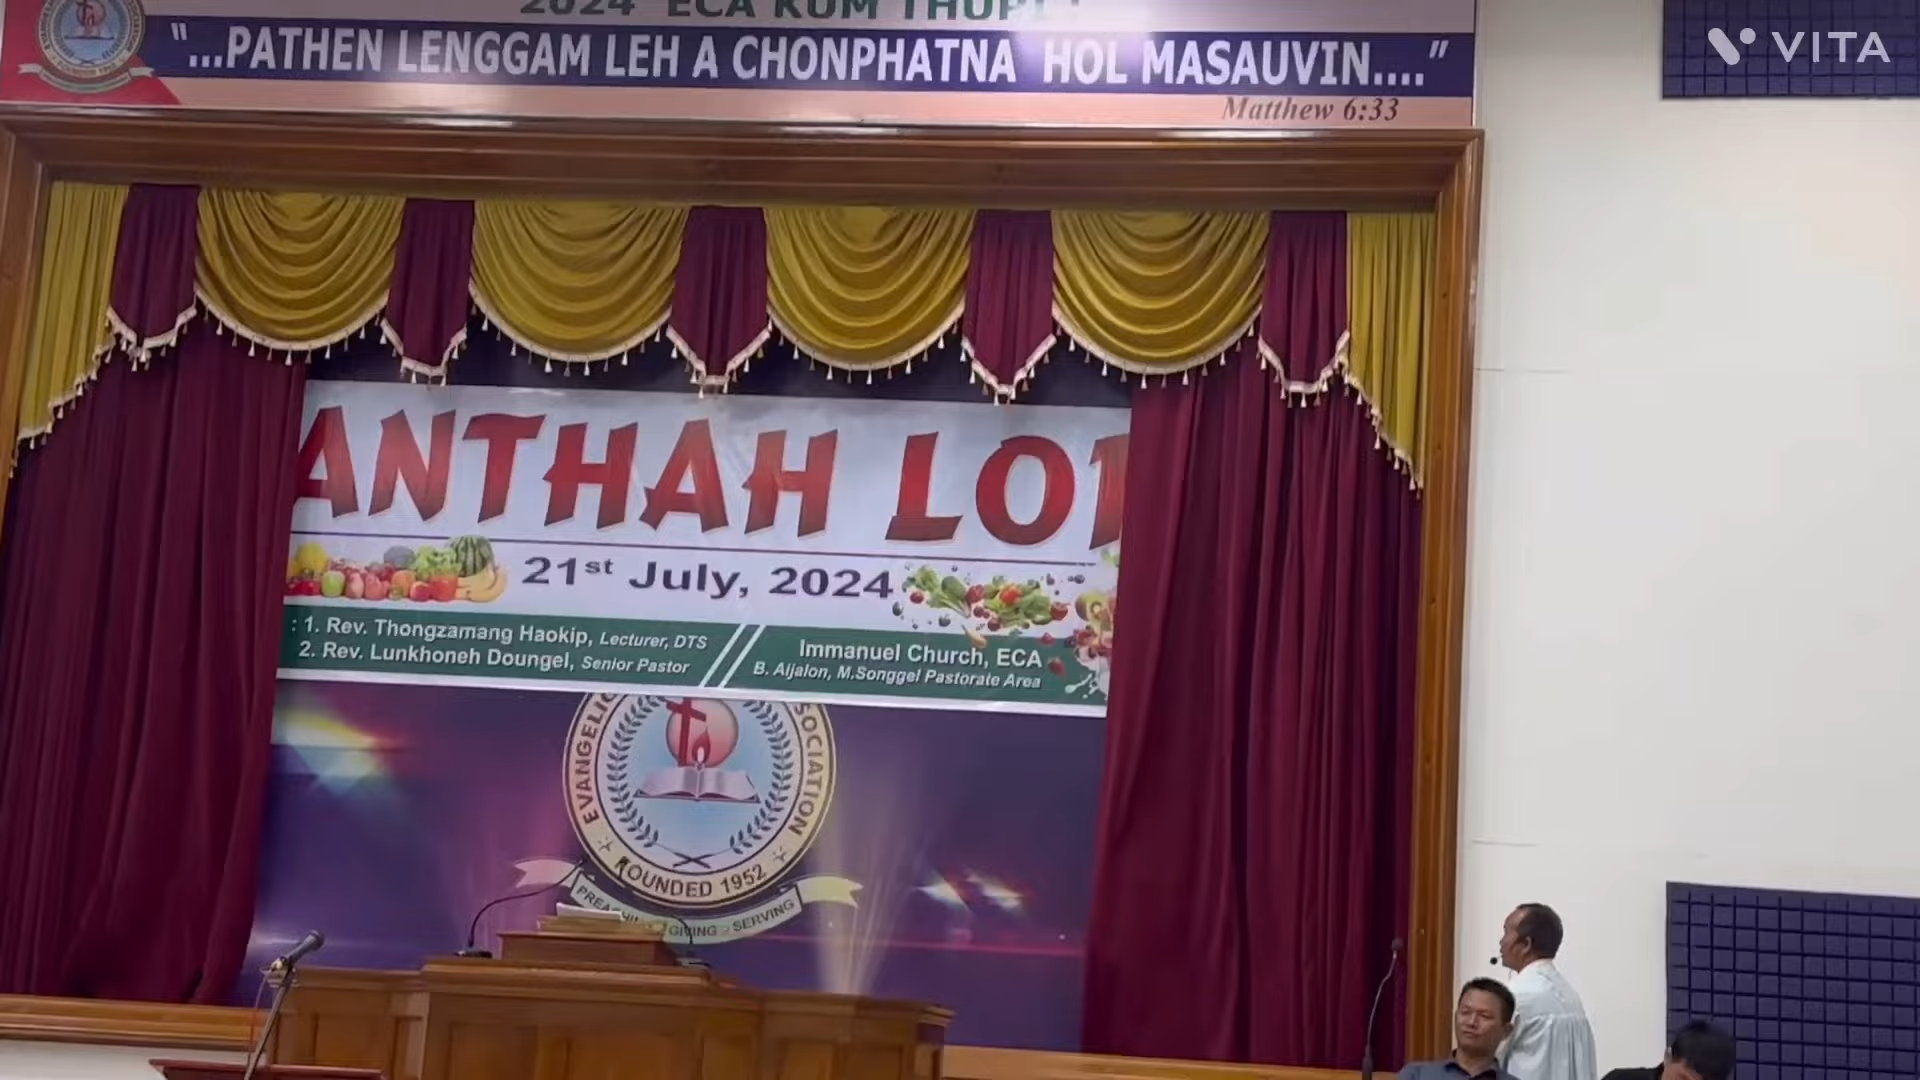 2024 ECA KUM THUPI
"...PATHEN LENGGAM LEH A CHONPHATNA HOL MASAUVIN...."
Matthew 6:33
VITA
ANTHAH LO
21st July, 2024
: 1. Rev. Thongzamang Haokip, Lecturer, DTS
2. Rev. Lunkhoneh Doungel, Senior Pastor
Immanuel Church, ECA
B. Aijalon, M.Songgel Pastorate Area
EVANGELIC
SOCIATION
FOUNDED 1952
GIVING - SERVING